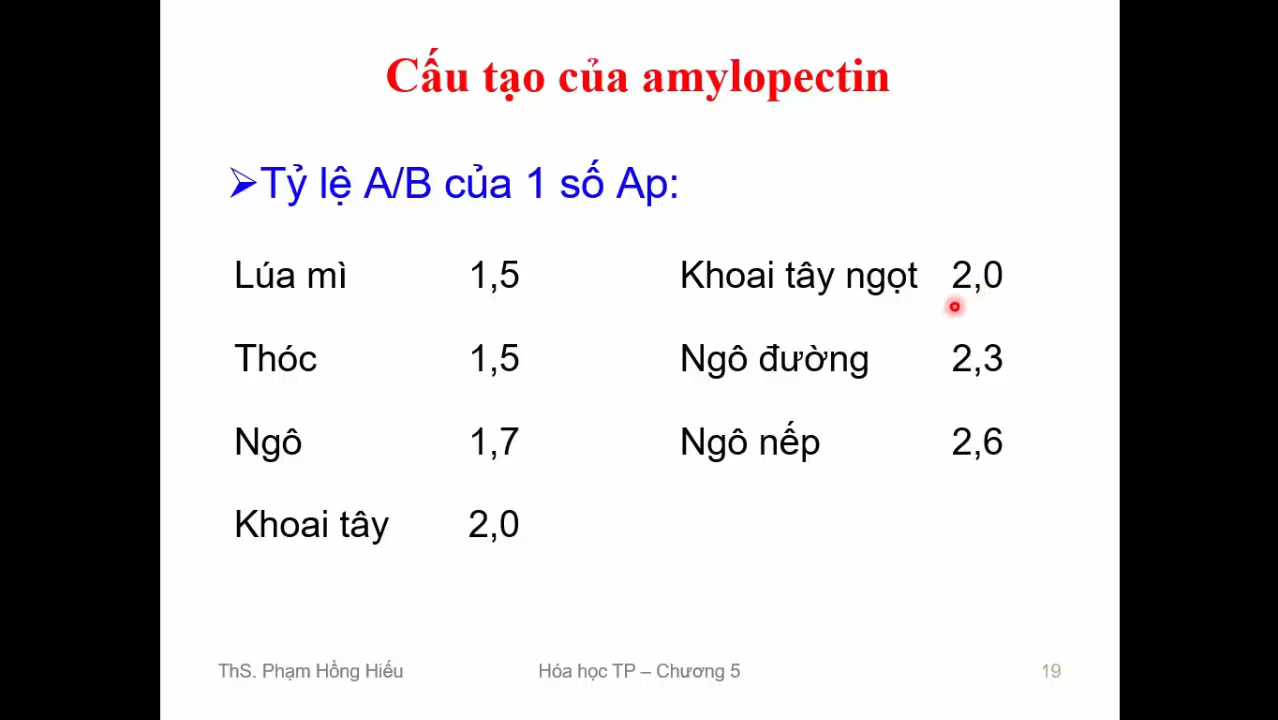 Cấu tạo của amylopectin
➢Tỷ lệ A/B của 1 số Ap:
Lúa mì 1,5 Khoai tây ngọt 2,0
Thóc 1,5 Ngô đường 2,3
Ngô 1,7 Ngô nếp 2,6
Khoai tây 2,0
ThS. Phạm Hồng Hiếu Hóa học TP – Chương 5 19